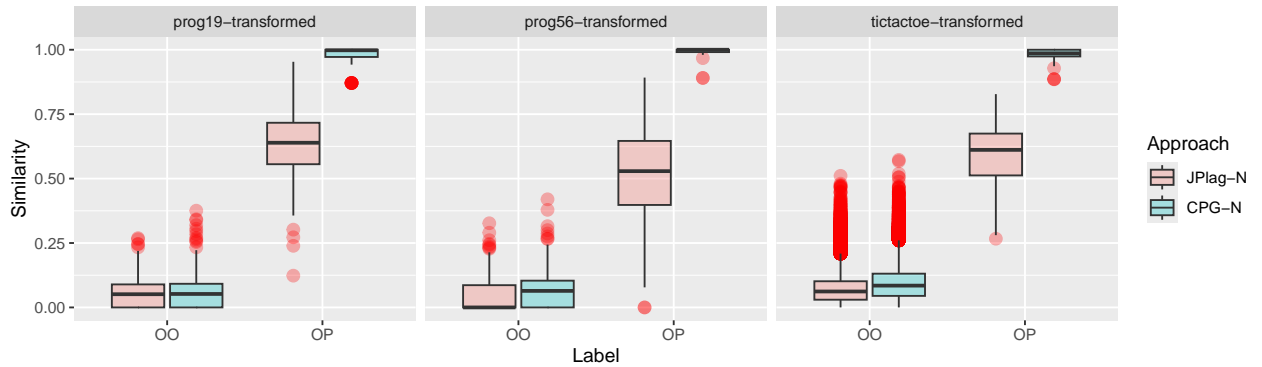 prog19−transformed
prog56−transformed
tictactoe−transformed
1.00
0.75
0.50
0.25
0.00
Similarity
OO
OP
OO
OP
OO
OP
Label
Approach
JPlag−N
CPG−N